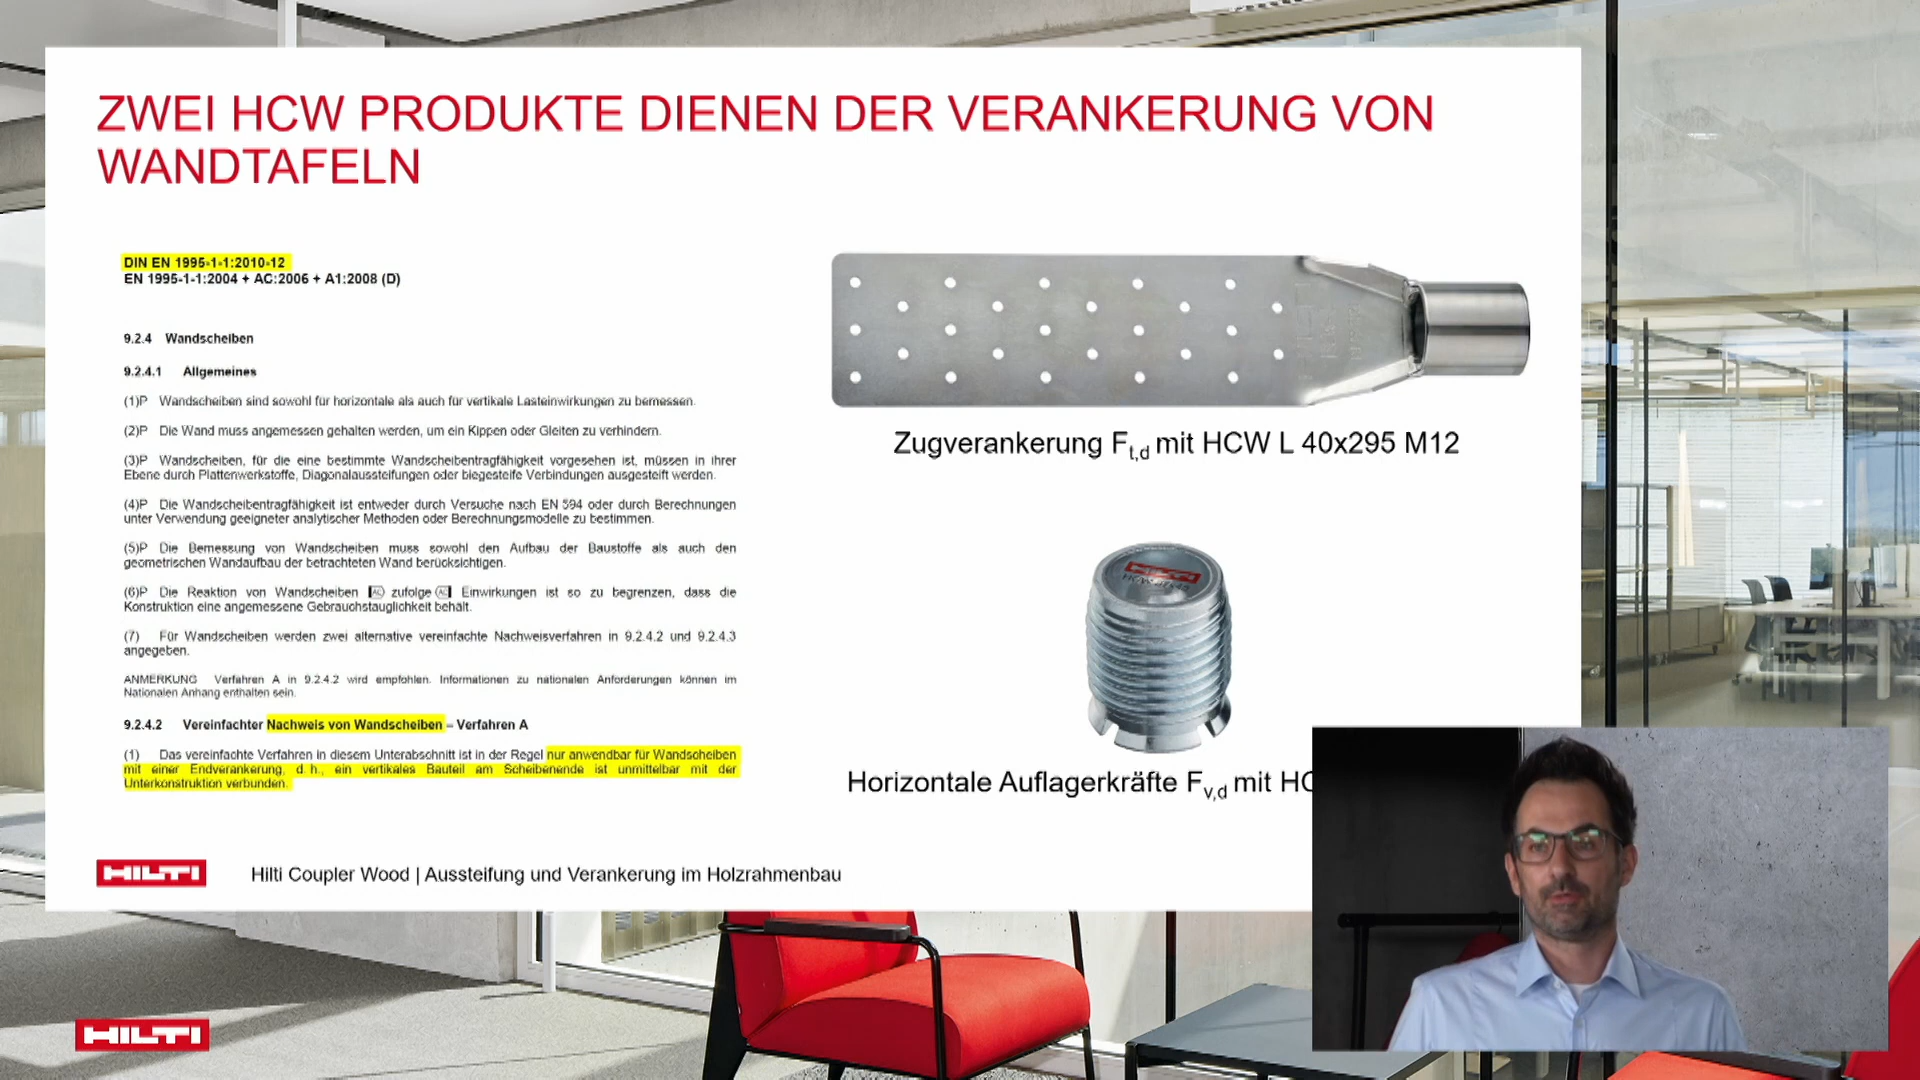 ZWEI HCW PRODUKTE DIENEN DER VERANKERUNG VON
WANDTAFELN
DIN EN 1995-1-1:2010-12
EN 1995-1-1:2004 + AC:2006 + A1:2008 (D)
9.2.4 Wandscheiben
9.2.4.1 Allgemeines
(1)P Wandscheiben sind sowohl für horizontale als auch für vertikale Lasteinwirkungen zu bemessen.
(2)P Die Wand muss angemessen gehalten werden, um ein Kippen oder Gleiten zu verhindern.
(3)P Wandscheiben, für die eine bestimmte Wandscheibentragfähigkeit vorgesehen ist, müssen in ihrer
Ebene durch Plattenwerkstoffe, Diagonalaussteifungen oder biegesteife Verbindungen ausgesteift werden.
(4)P Die Wandscheibentragfähigkeit ist entweder durch Versuche nach EN 594 oder durch Berechnungen
unter Verwendung geeigneter analytischer Methoden oder Berechnungsmodelle zu bestimmen.
(5)P Die Bemessung von Wandscheiben muss sowohl den Aufbau der Baustoffe als auch den
geometrischen Wandaufbau der betrachteten Wand berücksichtigen.
(6)P Die Reaktion von Wandscheiben AC zufolge AC Einwirkungen ist so zu begrenzen, dass die
Konstruktion eine angemessene Gebrauchstauglichkeit behält.
(7) Für Wandscheiben werden zwei alternative vereinfachte Nachweisverfahren in 9.2.4.2 und 9.2.4.3
angegeben.
ANMERKUNG Verfahren A in 9.2.4.2 wird empfohlen. Informationen zu nationalen Anforderungen können im
Nationalen Anhang enthalten sein.
9.2.4.2 Vereinfachter Nachweis von Wandscheiben – Verfahren A
(1) Das vereinfachte Verfahren in diesem Unterabschnitt ist in der Regel nur anwendbar für Wandscheiben
mit einer Endverankerung, d. h., ein vertikales Bauteil am Scheibenende ist unmittelbar mit der
Unterkonstruktion verbunden.
Zugverankerung Ft,d mit HCW L 40x295 M12
HILTI
Horizontale Auflagerkräfte Fv,d mit HC
HILTI
Hilti Coupler Wood | Aussteifung und Verankerung im Holzrahmenbau
HILTI